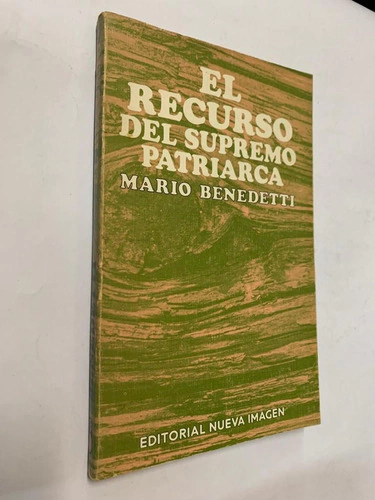 EL
RECURSO
DEL SUPREMO
PATRIARCA
MARIO BENEDETTI
EDITORIAL NUEVA IMAGEN